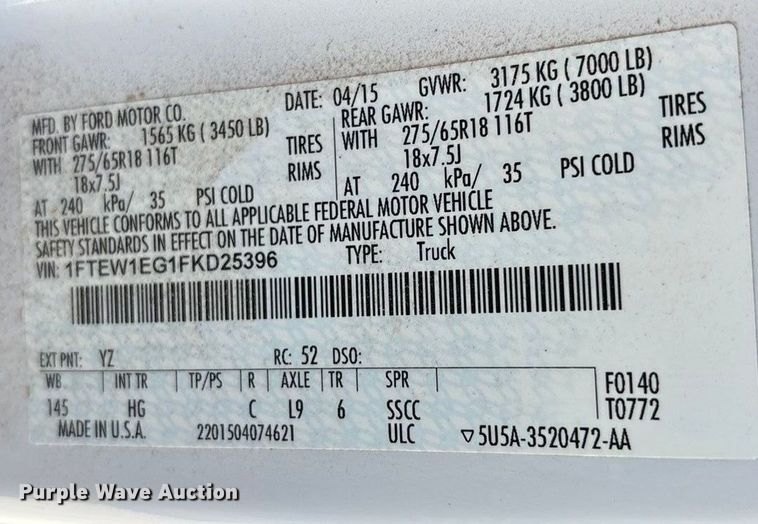 MFD. BY FORD MOTOR CO.
DATE: 04/15 GVWR: 3175 KG ( 7000 LB)
FRONT GAWR: 1565 KG ( 3450 LB)
REAR GAWR: 1724 KG ( 3800 LB)
WITH 275/65R18 116T TIRES
WITH 275/65R18 116T TIRES
18x7.5J RIMS
18x7.5J RIMS
AT 240 kPa/ 35 PSI COLD
AT 240 kPa/ 35 PSI COLD
THIS VEHICLE CONFORMS TO ALL APPLICABLE FEDERAL MOTOR VEHICLE
SAFETY STANDARDS IN EFFECT ON THE DATE OF MANUFACTURE SHOWN ABOVE.
VIN: 1FTEW1EG1FKD25396 TYPE: Truck
EXT PNT: YZ RC: 52 DSO:
WB INT TR TP/PS R AXLE TR SPR
145 HG C L9 6 SSCC
F0140
T0772
MADE IN U.S.A. 2201504074621 ULC ▽5U5A-3520472-AA
Purple Wave Auction